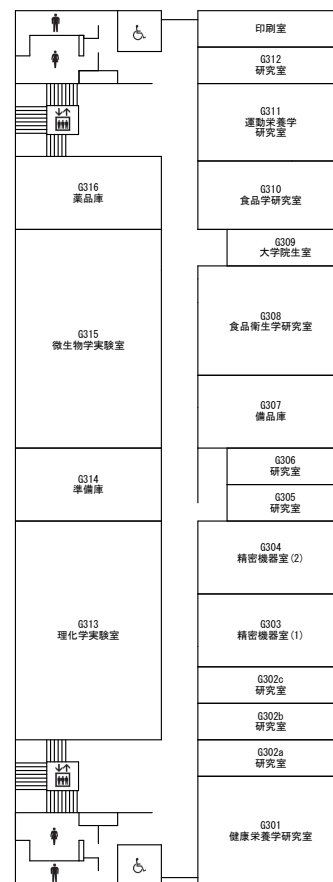 印刷室
G312
研究室
G311
運動栄養学
研究室
G310
食品学研究室
G309
大学院生室
G308
食品衛生学研究室
G307
備品庫
G306
研究室
G305
研究室
G304
精密機器室(2)
G303
精密機器室(1)
G302c
研究室
G302b
研究室
G302a
研究室
G301
健康栄養学研究室
G316
薬品庫
G315
微生物学実験室
G314
準備庫
G313
理化学実験室